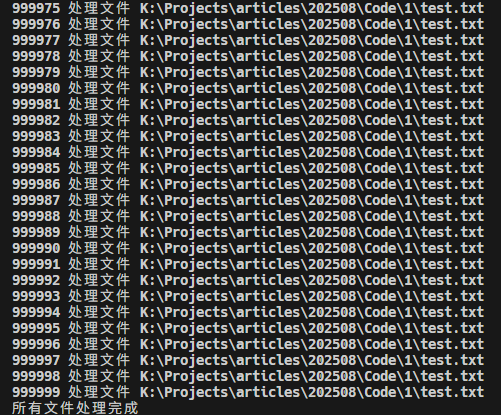 999975 处理文件 K:\Projects\articles\202508\Code\1\test.txt
999976 处理文件 K:\Projects\articles\202508\Code\1\test.txt
999977 处理文件 K:\Projects\articles\202508\Code\1\test.txt
999978 处理文件 K:\Projects\articles\202508\Code\1\test.txt
999979 处理文件 K:\Projects\articles\202508\Code\1\test.txt
999980 处理文件 K:\Projects\articles\202508\Code\1\test.txt
999981 处理文件 K:\Projects\articles\202508\Code\1\test.txt
999982 处理文件 K:\Projects\articles\202508\Code\1\test.txt
999983 处理文件 K:\Projects\articles\202508\Code\1\test.txt
999984 处理文件 K:\Projects\articles\202508\Code\1\test.txt
999985 处理文件 K:\Projects\articles\202508\Code\1\test.txt
999986 处理文件 K:\Projects\articles\202508\Code\1\test.txt
999987 处理文件 K:\Projects\articles\202508\Code\1\test.txt
999988 处理文件 K:\Projects\articles\202508\Code\1\test.txt
999989 处理文件 K:\Projects\articles\202508\Code\1\test.txt
999990 处理文件 K:\Projects\articles\202508\Code\1\test.txt
999991 处理文件 K:\Projects\articles\202508\Code\1\test.txt
999992 处理文件 K:\Projects\articles\202508\Code\1\test.txt
999993 处理文件 K:\Projects\articles\202508\Code\1\test.txt
999994 处理文件 K:\Projects\articles\202508\Code\1\test.txt
999995 处理文件 K:\Projects\articles\202508\Code\1\test.txt
999996 处理文件 K:\Projects\articles\202508\Code\1\test.txt
999997 处理文件 K:\Projects\articles\202508\Code\1\test.txt
999998 处理文件 K:\Projects\articles\202508\Code\1\test.txt
999999 处理文件 K:\Projects\articles\202508\Code\1\test.txt
所有文件处理完成